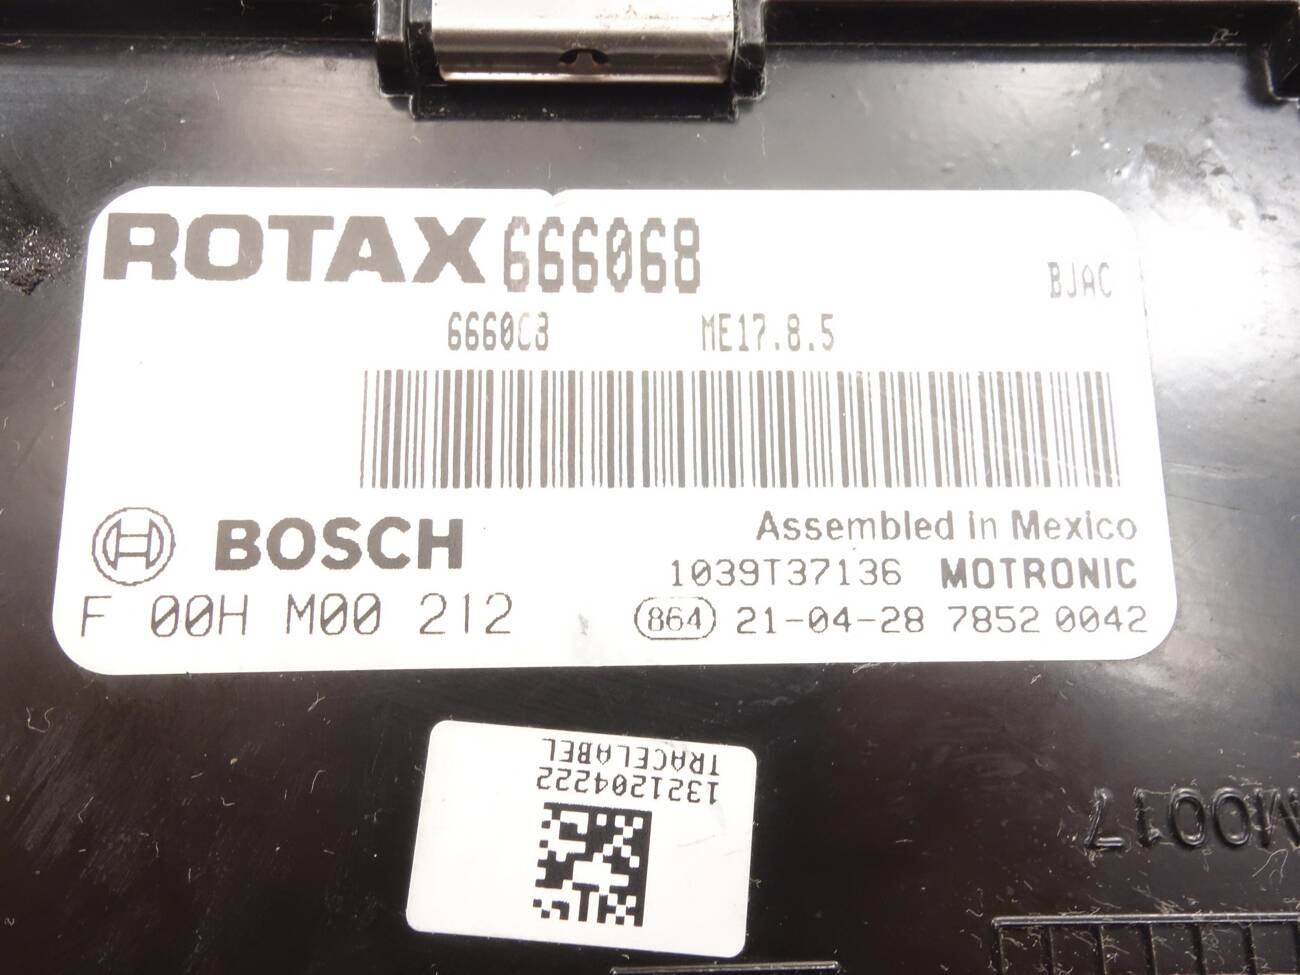 ROTAX 666068
BJAC
6660C3 ME17.8.5
Assembled in Mexico
BOSCH
1039T37136 MOTRONIC
F 00H M00 212
864 21-04-28 7852 0042
TRACELABEL
1321204222
M0017